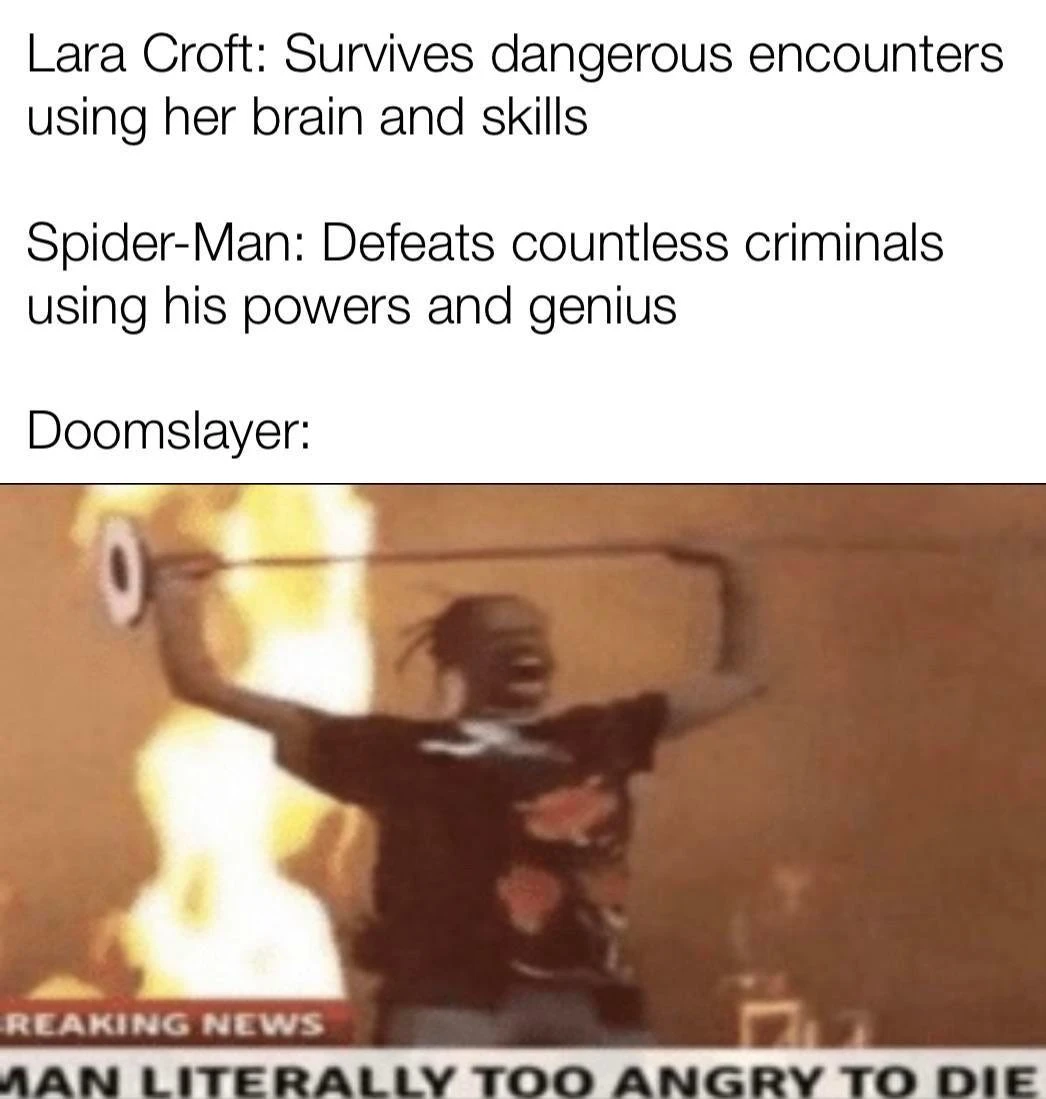 Lara Croft: Survives dangerous encounters
using her brain and skills
Spider-Man: Defeats countless criminals
using his powers and genius
Doomslayer:
REAKING NEWS
MAN LITERALLY TOO ANGRY TO DIE